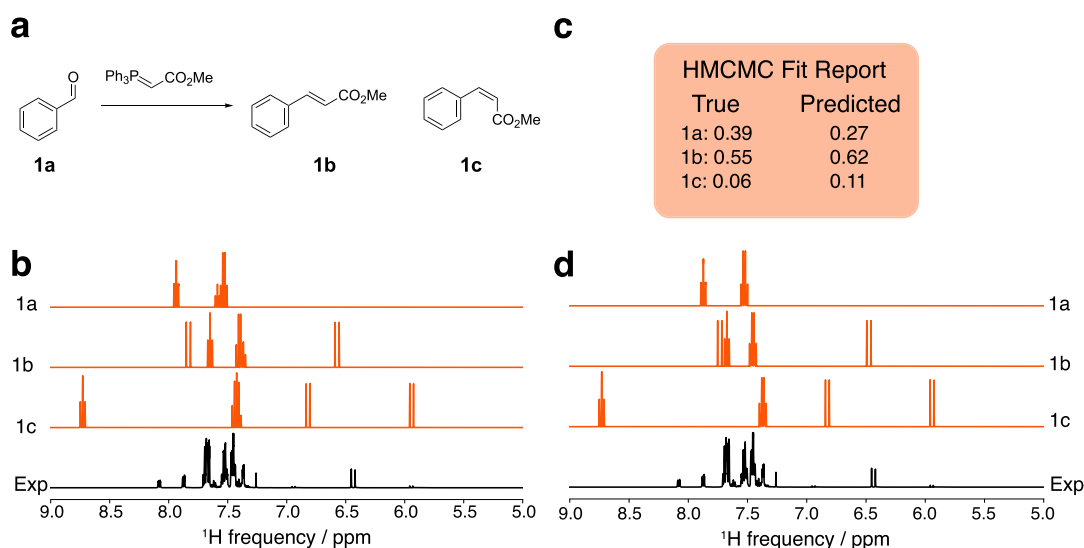 a
Ph3P CO2Me
O
CO2Me
CO2Me
1a
1b
1c
c
HMCMC Fit Report
True Predicted
1a: 0.39 0.27
1b: 0.55 0.62
1c: 0.06 0.11
b
1a
1b
1c
Exp
9.0 8.5 8.0 7.5 7.0 6.5 6.0 5.5 5.0
1H frequency / ppm
d
1a
1b
1c
Exp
9.0 8.5 8.0 7.5 7.0 6.5 6.0 5.5 5.0
1H frequency / ppm